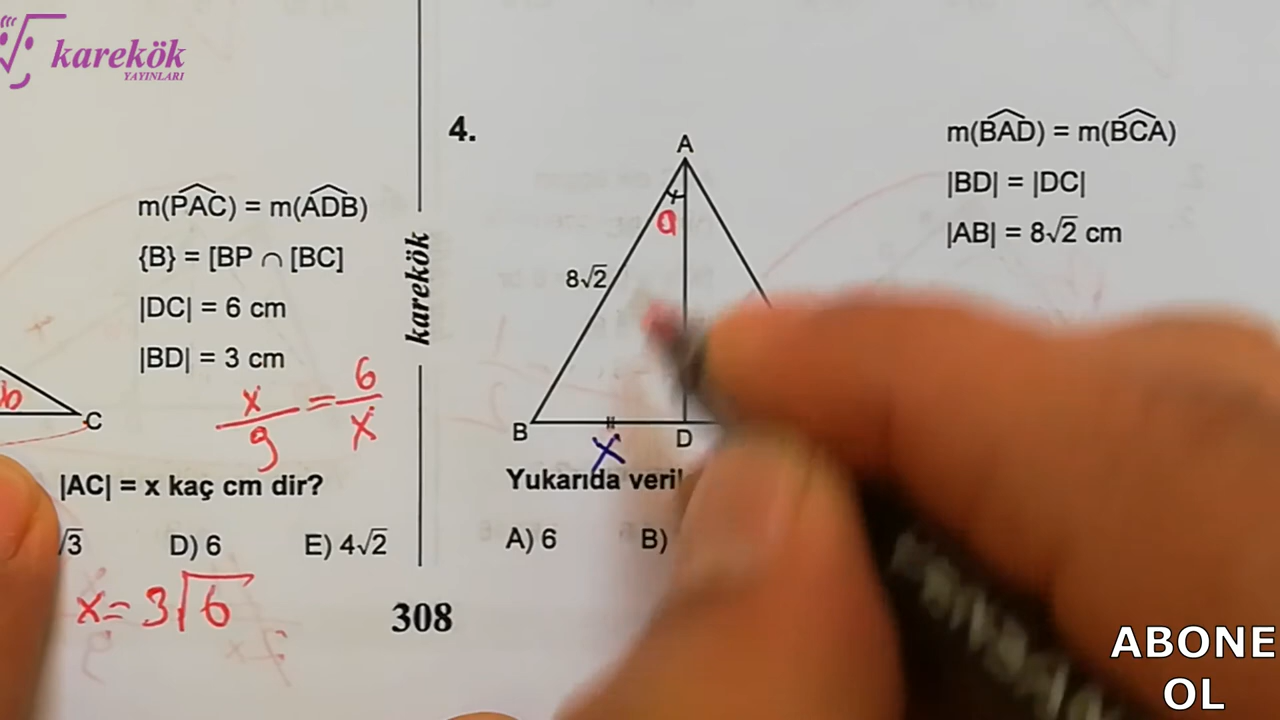 karekök
YAYINLARI
m(PAC) = m(ADB)
{B} = [BP ∩ [BC]
|DC| = 6 cm
|BD| = 3 cm
x/9 = 6/x
C
|AC| = x kaç cm dir?
√3 D) 6 E) 4√2
x = 3√6
karekök
308
4.
A
a
8√2
B
D
x
m(BAD) = m(BCA)
|BD| = |DC|
|AB| = 8√2 cm
Yukarıda
A) 6 B)
ABONE
OL